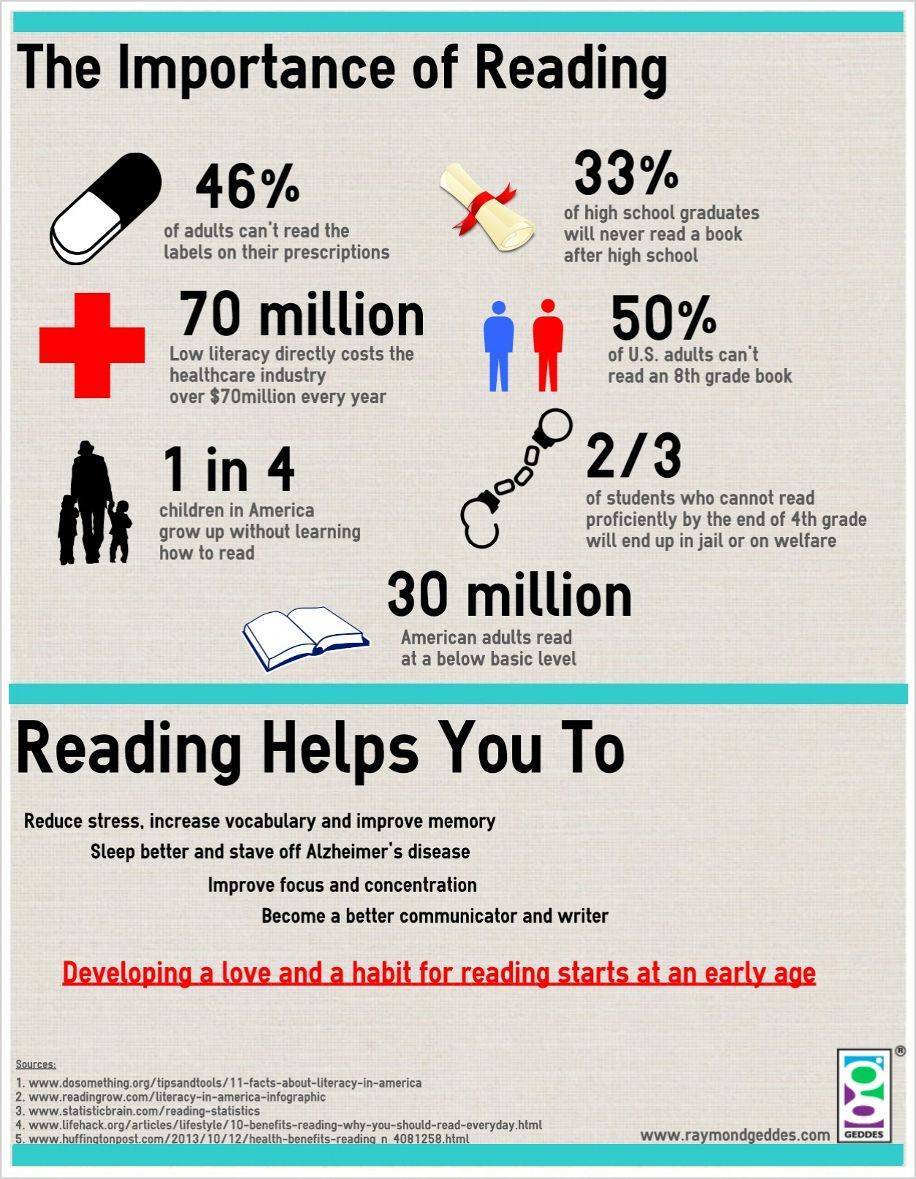 The Importance of Reading
46%
of adults can't read the
labels on their prescriptions
33%
of high school graduates
will never read a book
after high school
70 million
Low literacy directly costs the
healthcare industry
over $70million every year
50%
of U.S. adults can't
read an 8th grade book
1 in 4
children in America
grow up without learning
how to read
2/3
of students who cannot read
proficiently by the end of 4th grade
will end up in jail or on welfare
30 million
American adults read
at a below basic level
Reading Helps You To
Reduce stress, increase vocabulary and improve memory
Sleep better and stave off Alzheimer's disease
Improve focus and concentration
Become a better communicator and writer
Developing a love and a habit for reading starts at an early age
Sources:
1. www.dosomething.org/tipsandtools/11-facts-about-literacy-in-america
2. www.readingrow.com/literacy-in-america-infographic
3. www.statisticbrain.com/reading-statistics
4. www.lifehack.org/articles/lifestyle/10-benefits-reading-why-you-should-read-everyday.html
5. www.huffingtonpost.com/2013/10/12/health-benefits-reading_n_4081258.html
www.raymondgeddes.com
g
GEDDES
®